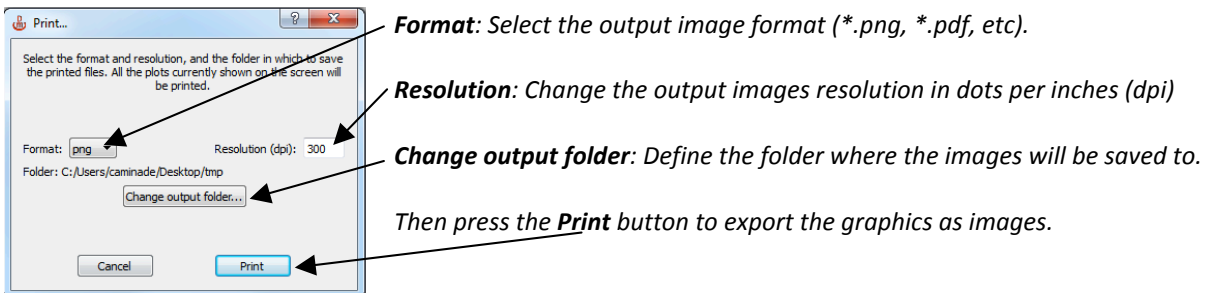 Print...
Select the format and resolution, and the folder in which to save
the printed files. All the plots currently shown on the screen will
be printed.
Format: png
Resolution (dpi): 300
Folder: C:/Users/caminade/Desktop/tmp
Change output folder...
Cancel
Print
Format: Select the output image format (*.png, *.pdf, etc).
Resolution: Change the output images resolution in dots per inches (dpi)
Change output folder: Define the folder where the images will be saved to.
Then press the Print button to export the graphics as images.